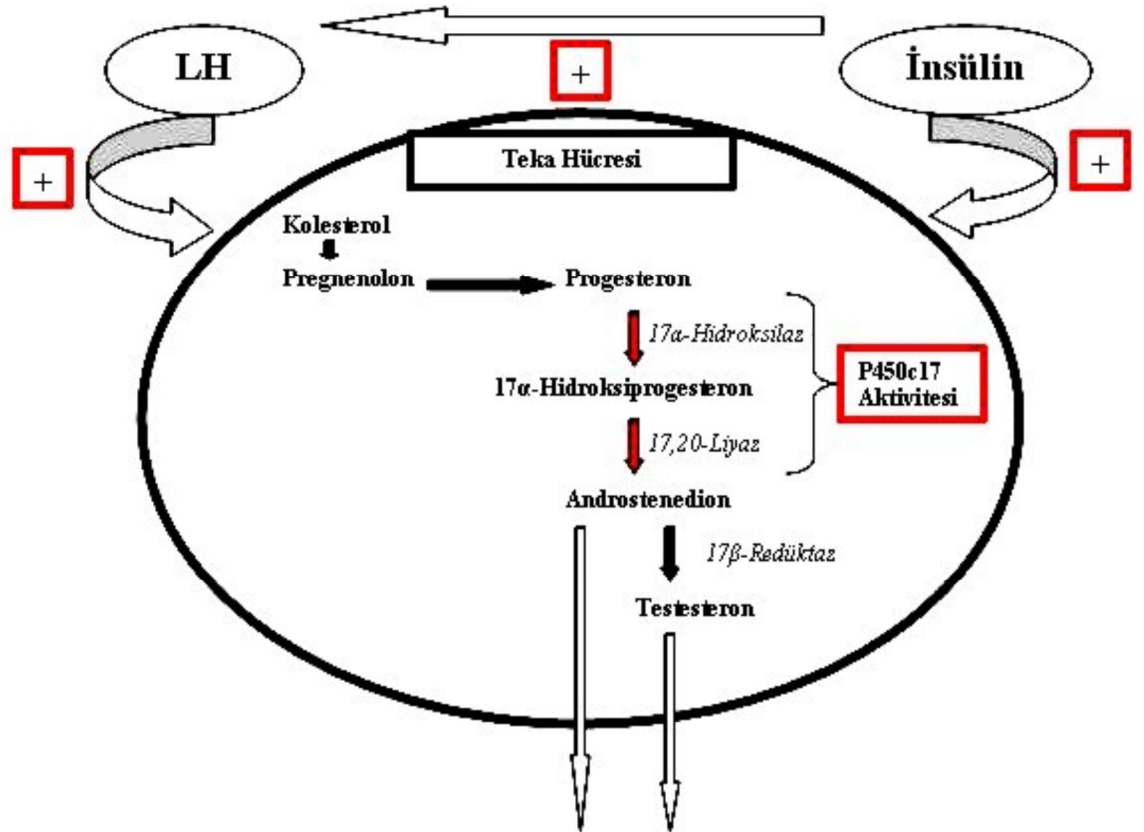 LH
İnsülin
+
+
+
Teka Hücresi
Kolesterol
Pregnenolon
Progesteron
17α-Hidroksilaz
17α-Hidroksiprogesteron
P450c17
Aktivitesi
17,20-Liyaz
Androstenedion
17β-Redüktaz
Testesteron